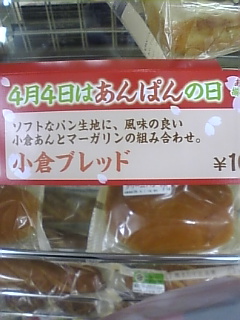 4月4日はあんぱんの日
ソフトなパン生地に、風味の良い
小倉あんとマーガリンの組み合わせ。
小倉ブレッド ¥10